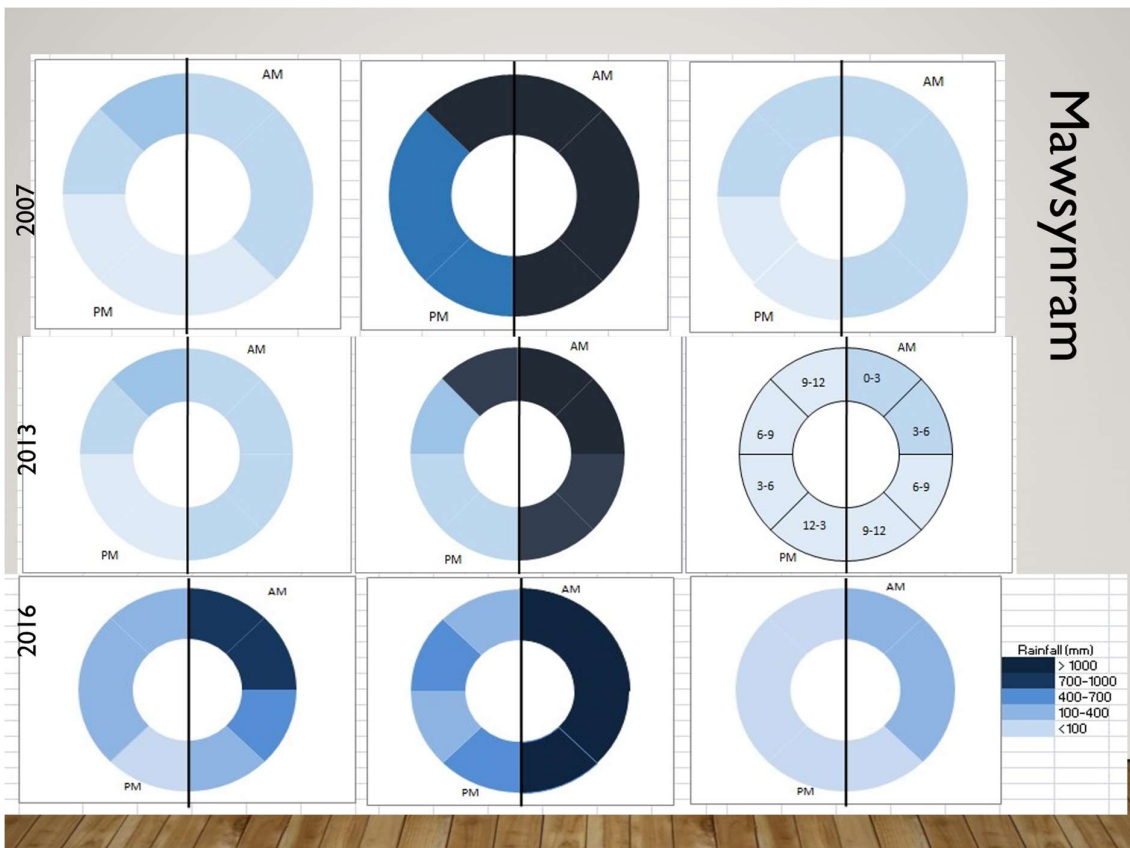 Mawsynram
2007
AM
PM
AM
PM
AM
PM
2013
AM
PM
AM
PM
AM
9-12
0-3
6-9
3-6
3-6
6-9
12-3
9-12
PM
2016
AM
PM
AM
PM
AM
PM
Rainfall (mm)
> 1000
700-1000
400-700
100-400
<100